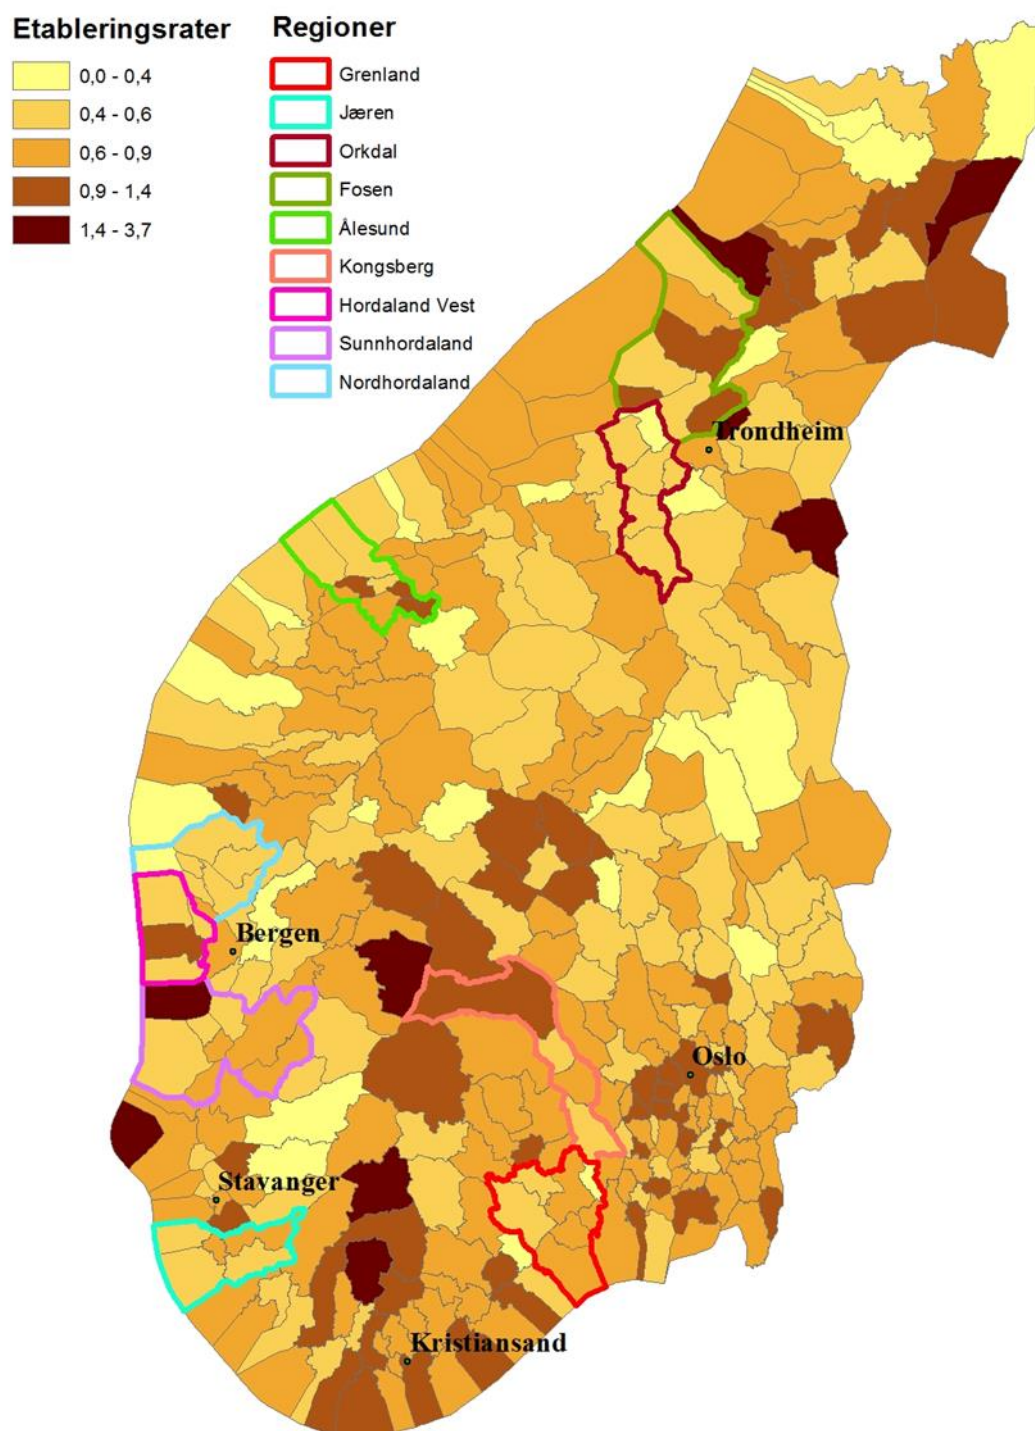 Etableringsrater
0,0 - 0,4
0,4 - 0,6
0,6 - 0,9
0,9 - 1,4
1,4 - 3,7
Regioner
Grenland
Jæren
Orkdal
Fosen
Ålesund
Kongsberg
Hordaland Vest
Sunnhordaland
Nordhordaland
Trondheim
Bergen
Oslo
Stavanger
Kristiansand